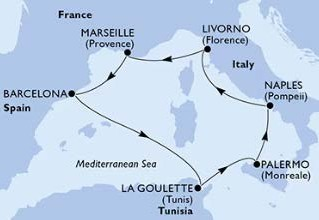 France
MARSEILLE
(Provence)
LIVORNO
(Florence)
Italy
BARCELONA
Spain
NAPLES
(Pompeii)
Mediterranean Sea
PALERMO
(Monreale)
LA GOULETTE
(Tunis)
Tunisia